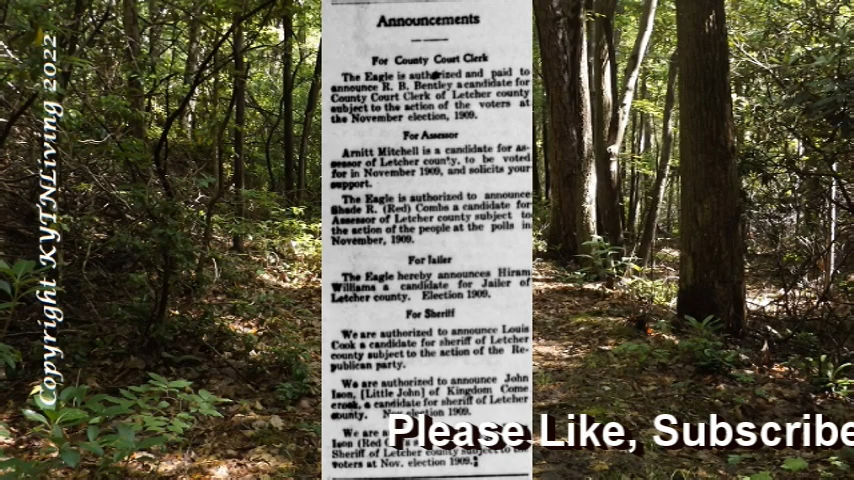 Copyright KYTNLiving 2022
Announcements
For County Court Clerk
The Eagle is authorized and paid to
announce R. B. Bentley a candidate for
County Court Clerk of Letcher county
subject to the action of the voters at
the November election, 1909.
For Assessor
Arnitt Mitchell is a candidate for as-
sessor of Letcher county, to be voted
for in November 1909, and solicits your
support.
The Eagle is authorized to announce
Shade R. (Red) Combs a candidate for
Assessor of Letcher county subject to
the action of the people at the polls in
November, 1909.
For Jailer
The Eagle hereby announces Hiram
Williams a candidate for Jailer of
Letcher county. Election 1909.
For Sheriff
We are authorized to announce Louis
Cook a candidate for sheriff of Letcher
county subject to the action of the Re-
publican party.
We are authorized to announce John
Ison, [Little John] of Kingdom Come
creek, a candidate for sheriff of Letcher
county. Nov election 1909.
We are
Ison (Red
Sheriff of Letcher county subject to the
voters at Nov. election 1909.
Please Like, Subscribe